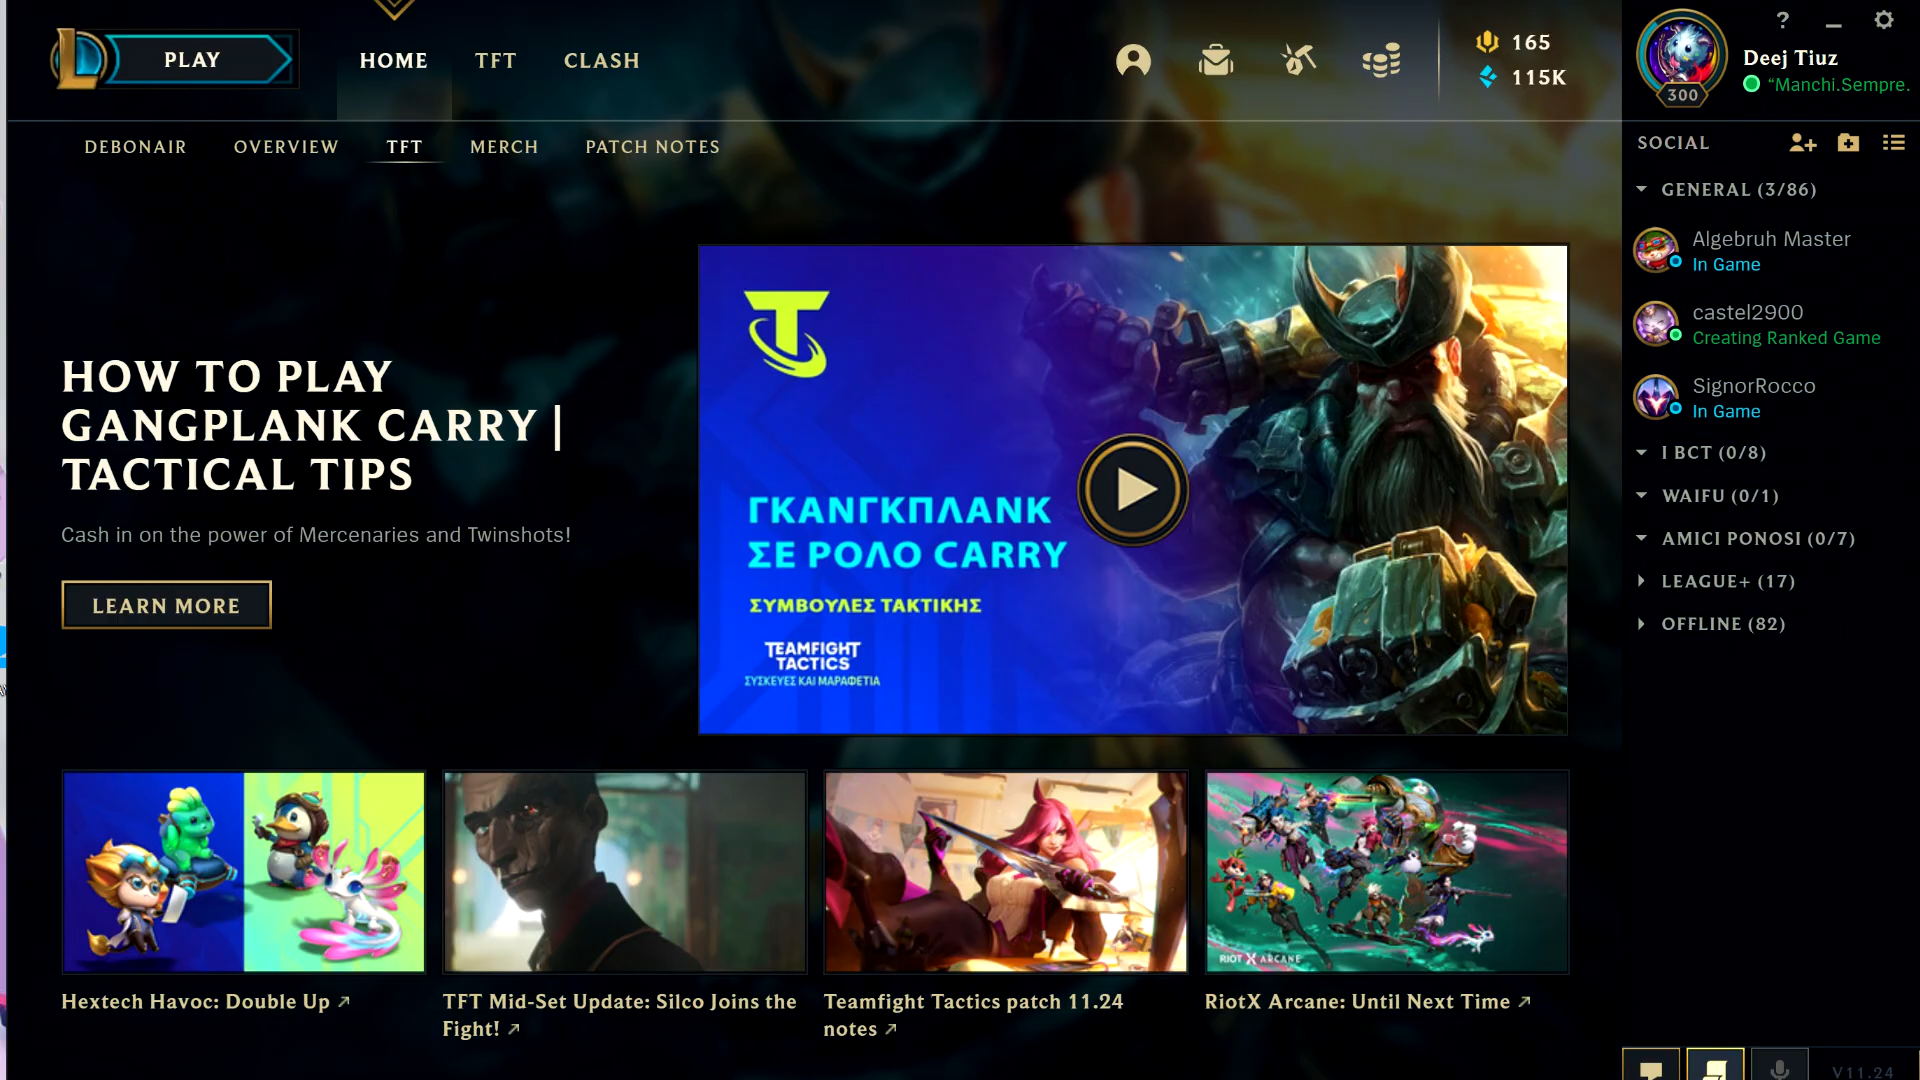 PLAY
HOME
TFT
CLASH
165
115K
?
Deej Tiuz
“Manchi.Sempre.
300
DEBONAIR
OVERVIEW
TFT
MERCH
PATCH NOTES
SOCIAL
GENERAL (3/86)
Algebruh Master
In Game
castel2900
Creating Ranked Game
SignorRocco
In Game
I BCT (0/8)
WAIFU (0/1)
AMICI PONOSI (0/7)
LEAGUE+ (17)
OFFLINE (82)
HOW TO PLAY
GANGPLANK CARRY |
TACTICAL TIPS
Cash in on the power of Mercenaries and Twinshots!
LEARN MORE
ΓΚΑΝΓΚΠΛΑΝΚ
ΣΕ ΡΟΛΟ CARRY
ΣΥΜΒΟΥΛΕΣ ΤΑΚΤΙΚΗΣ
TEAMFIGHT
TACTICS
ΣΥΣΚΕΥΕΣ ΚΑΙ ΜΑΡΑΦΕΤΙΑ
RIOT X ARCANE
Hextech Havoc: Double Up
TFT Mid-Set Update: Silco Joins the
Fight!
Teamfight Tactics patch 11.24
notes
RiotX Arcane: Until Next Time
V11.24